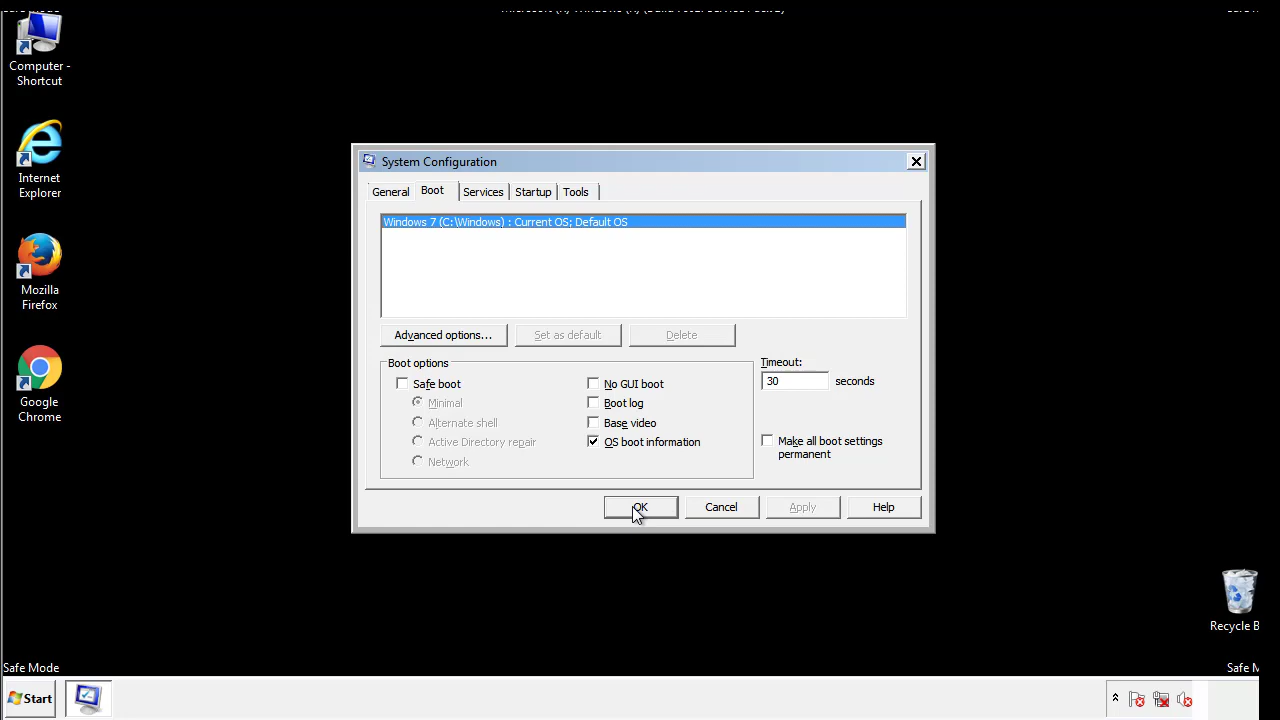 Computer -
Shortcut
Internet
Explorer
Mozilla
Firefox
Google
Chrome
System Configuration
General
Boot
Services
Startup
Tools
Windows 7 (C:\Windows) : Current OS; Default OS
Advanced options...
Set as default
Delete
Boot options
Safe boot
Minimal
Alternate shell
Active Directory repair
Network
No GUI boot
Boot log
Base video
OS boot information
Timeout:
30 seconds
Make all boot settings
permanent
OK
Cancel
Apply
Help
Recycle B
Safe Mode
Safe M
Start